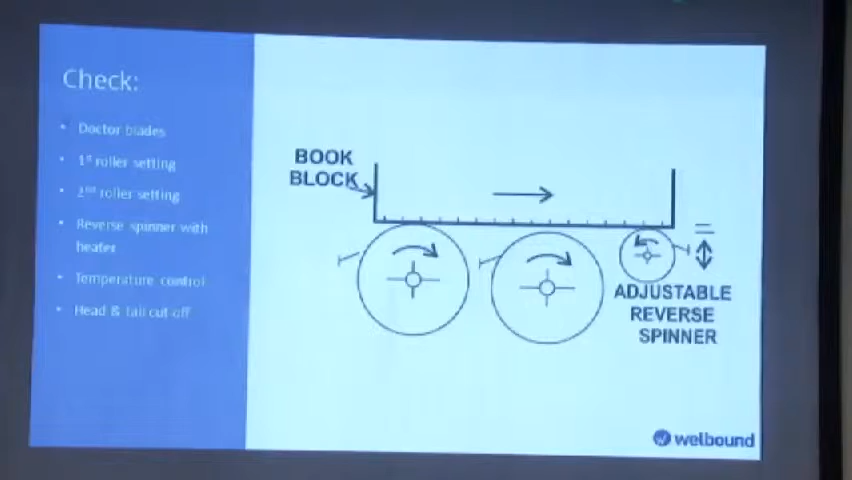 Check:
• Doctor blades
• 1st roller setting
• 2nd roller setting
• Reverse spinner with
heater
• Temperature control
• Head & tail cut-off
BOOK
BLOCK
ADJUSTABLE
REVERSE
SPINNER
welbound